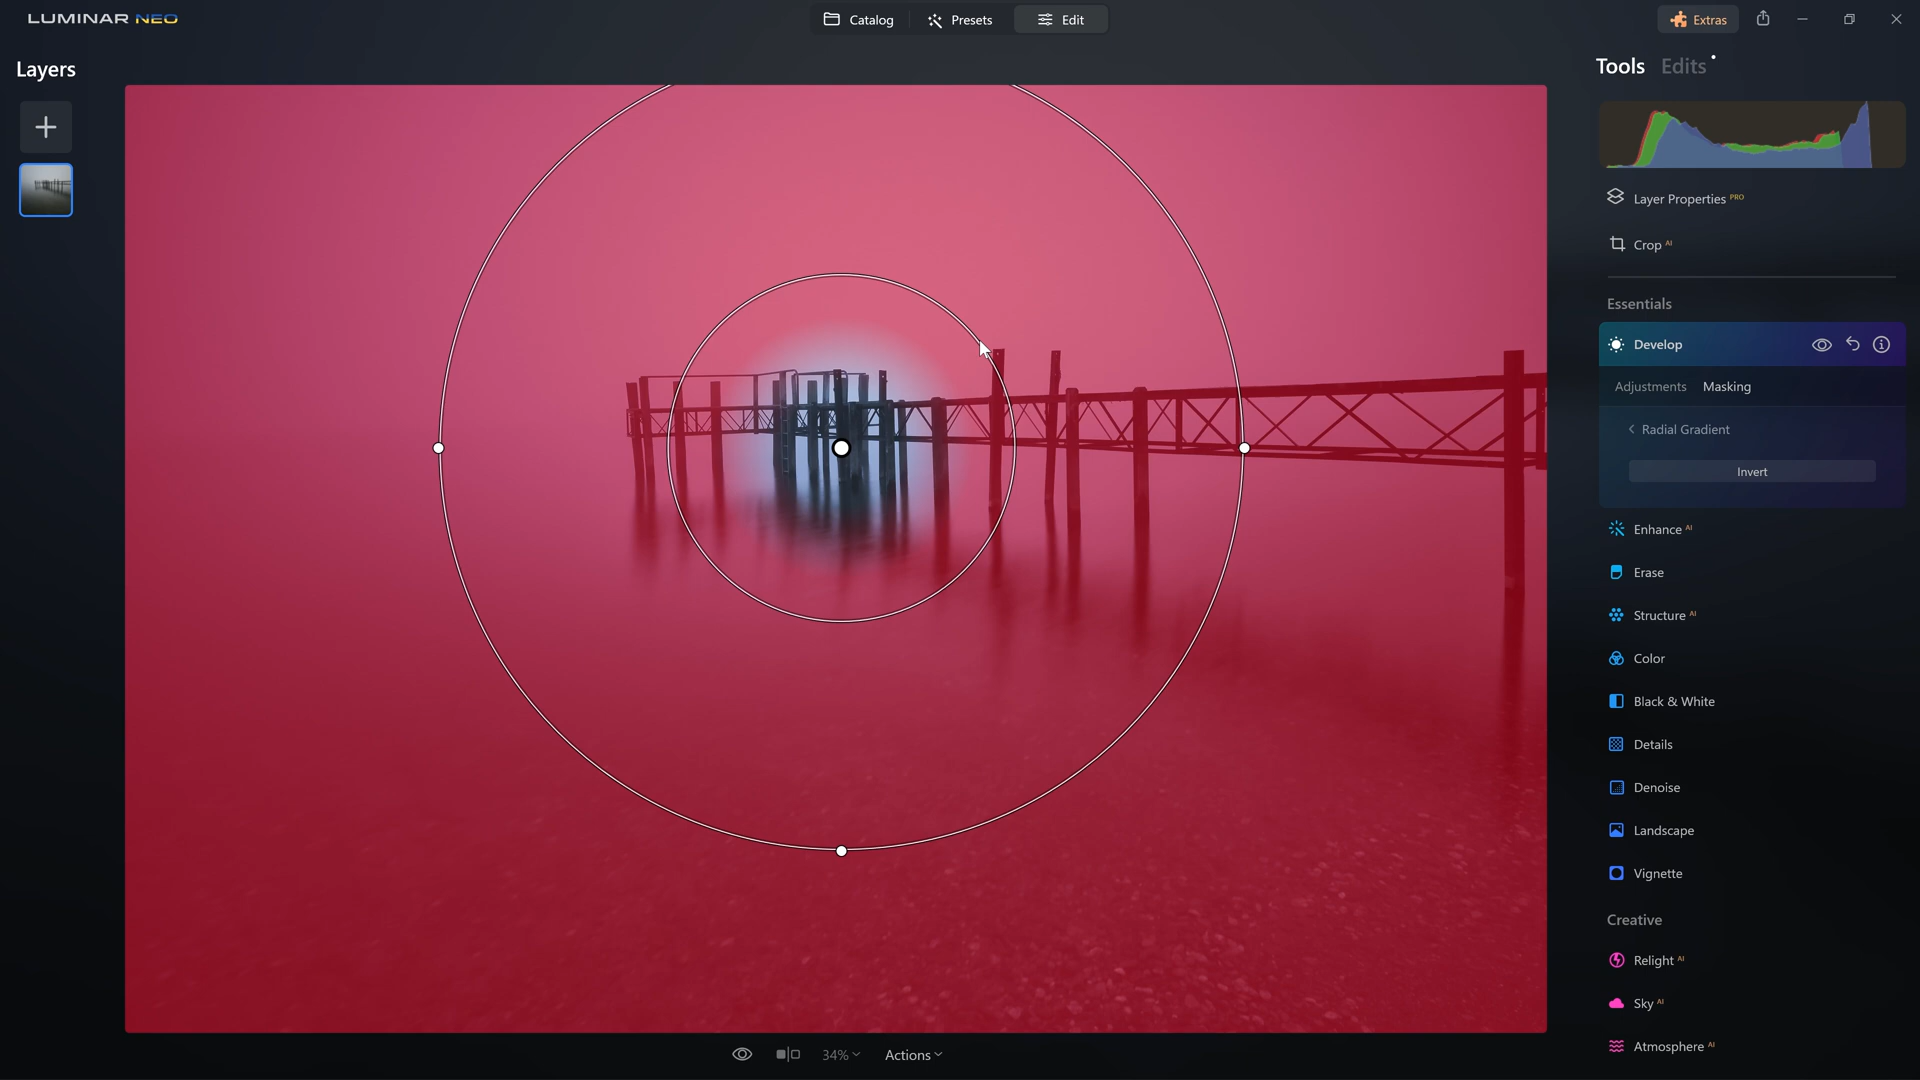 LUMINAR NEO
Catalog
Presets
Edit
Extras
Layers
Tools
Edits
Layer Properties PRO
Crop AI
Essentials
Develop
Adjustments
Masking
Radial Gradient
Invert
Enhance AI
Erase
Structure AI
Color
Black & White
Details
Denoise
Landscape
Vignette
Creative
Relight AI
Sky AI
Atmosphere AI
34%
Actions